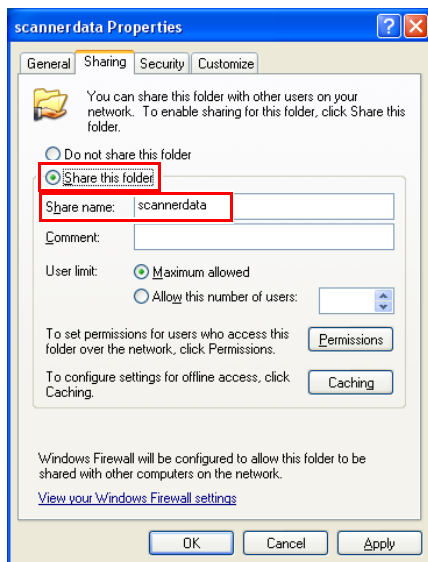 scannerdata Properties
General Sharing Security Customize
You can share this folder with other users on your
network. To enable sharing for this folder, click Share this
folder.
Do not share this folder
Share this folder
Share name: scannerdata
Comment:
User limit: Maximum allowed
Allow this number of users:
To set permissions for users who access this
folder over the network, click Permissions.
Permissions
To configure settings for offline access, click
Caching.
Caching
Windows Firewall will be configured to allow this folder to be
shared with other computers on the network.
View your Windows Firewall settings
OK Cancel Apply